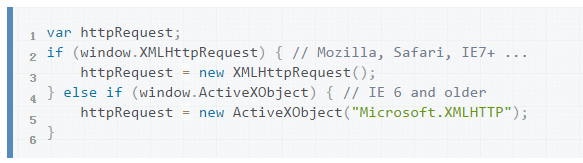 1 var httpRequest;
2 if (window.XMLHttpRequest) { // Mozilla, Safari, IE7+ ...
3     httpRequest = new XMLHttpRequest();
4 } else if (window.ActiveXObject) { // IE 6 and older
5     httpRequest = new ActiveXObject("Microsoft.XMLHTTP");
6 }